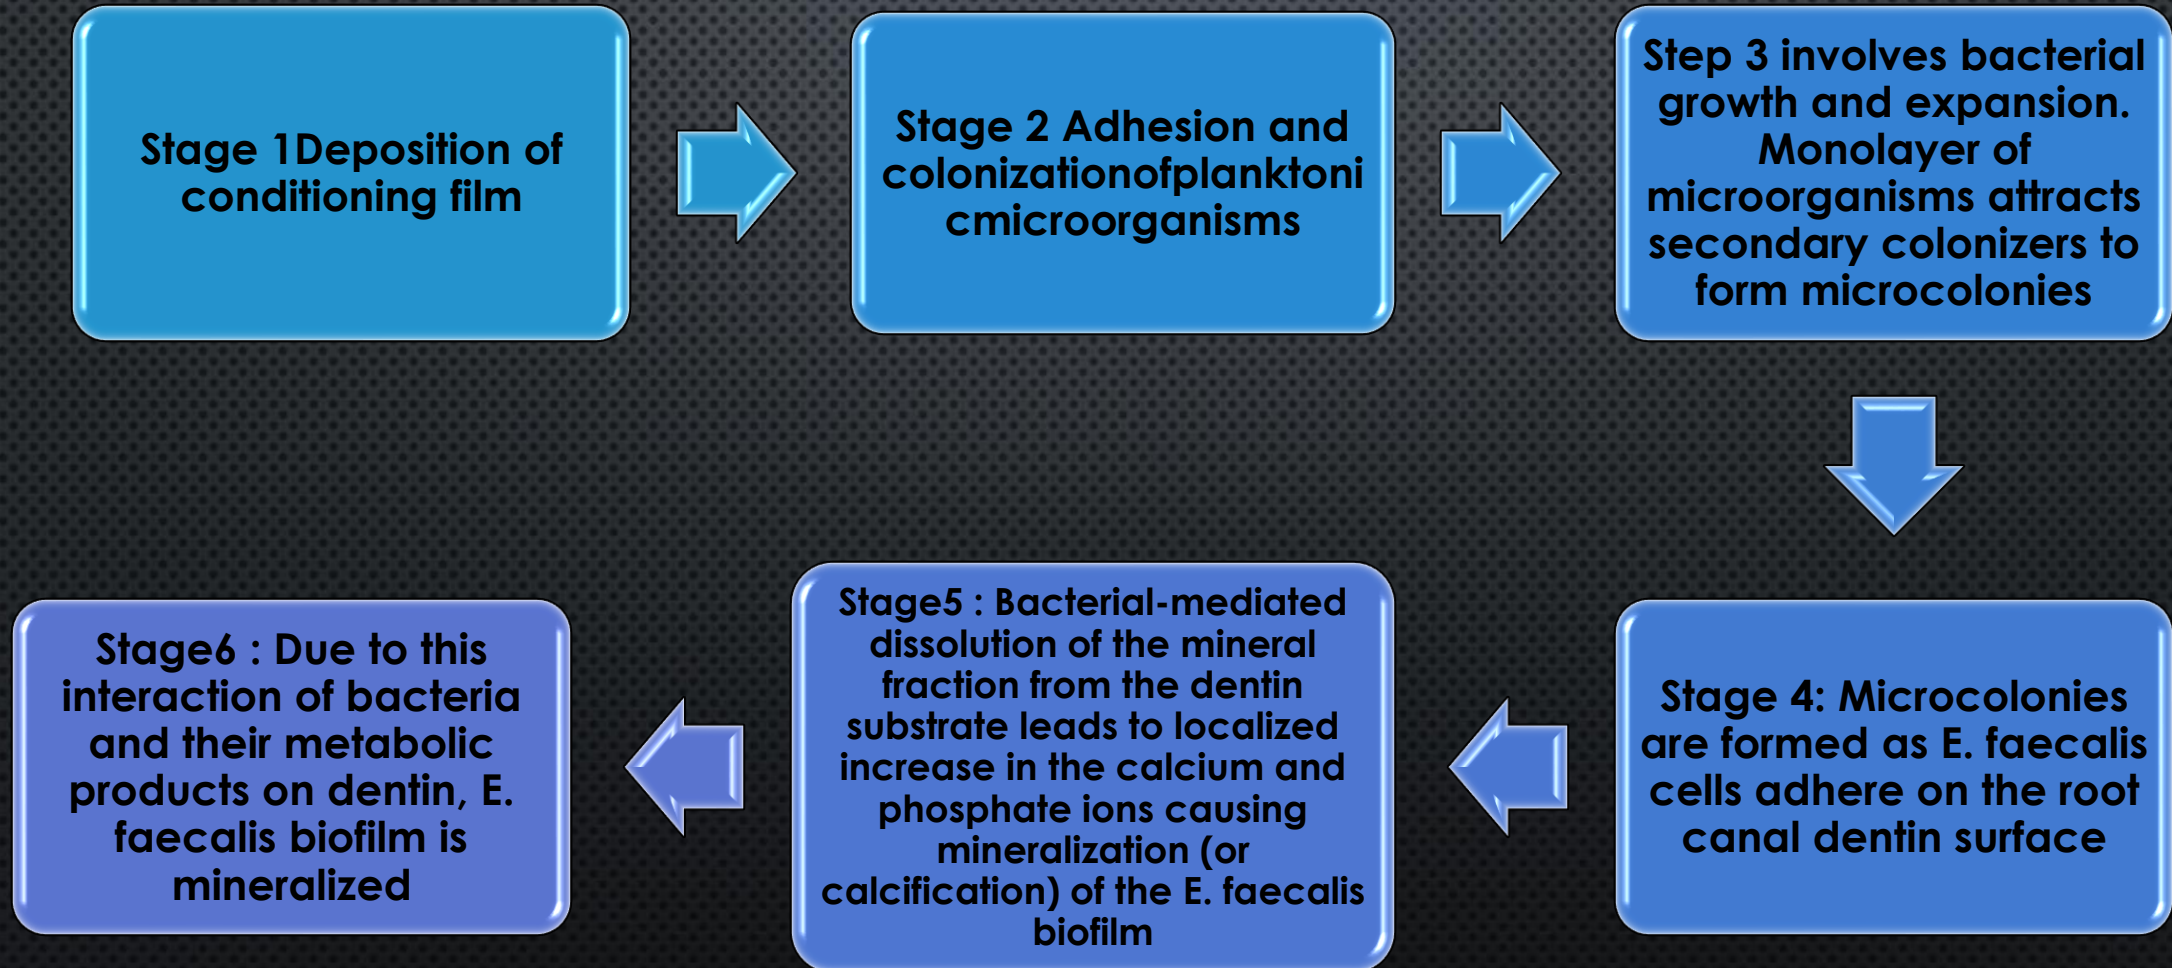 Stage 1Deposition of
conditioning film
Stage 2 Adhesion and
colonizationofplanktoni
cmicroorganisms
Step 3 involves bacterial
growth and expansion.
Monolayer of
microorganisms attracts
secondary colonizers to
form microcolonies
Stage 4: Microcolonies
are formed as E. faecalis
cells adhere on the root
canal dentin surface
Stage5 : Bacterial-mediated
dissolution of the mineral
fraction from the dentin
substrate leads to localized
increase in the calcium and
phosphate ions causing
mineralization (or
calcification) of the E. faecalis
biofilm
Stage6 : Due to this
interaction of bacteria
and their metabolic
products on dentin, E.
faecalis biofilm is
mineralized